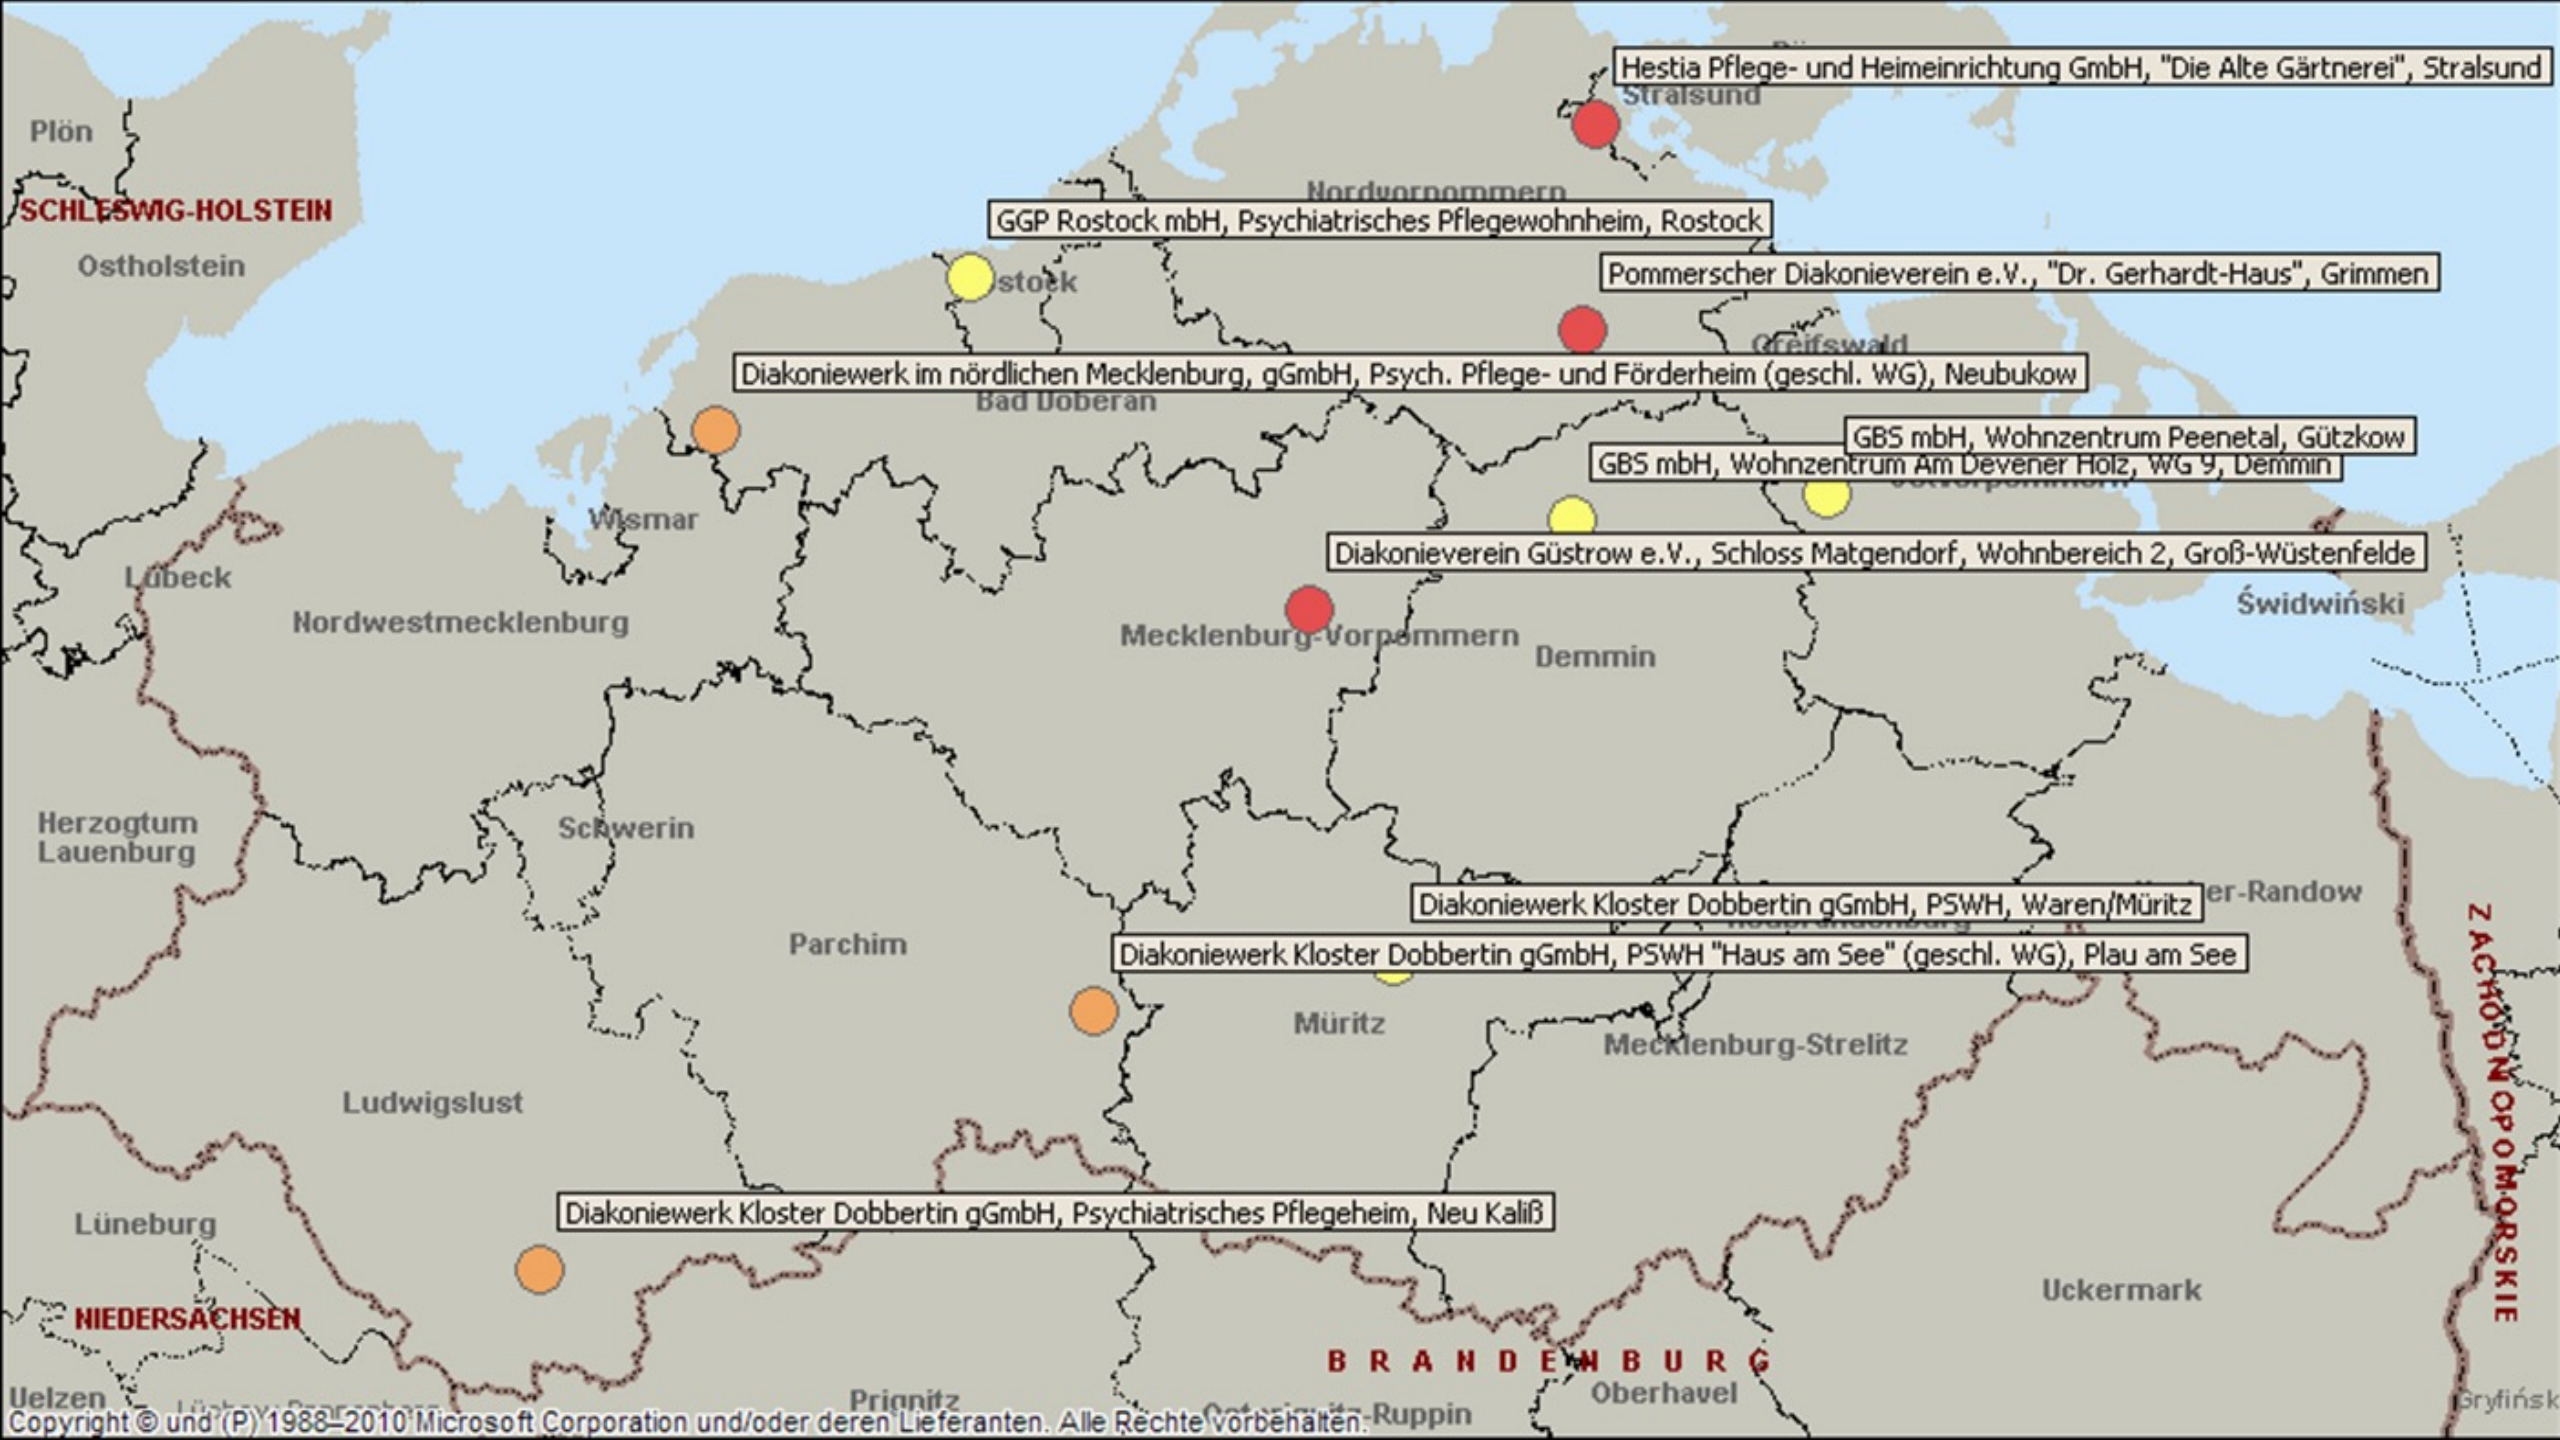 Hestia Pflege- und Heimeinrichtung GmbH, "Die Alte Gärtnerei", Stralsund
Stralsund
Plön
Nordvorpommern
SCHLESWIG-HOLSTEIN
GGP Rostock mbH, Psychiatrisches Pflegewohnheim, Rostock
Ostholstein
stock
Pommerscher Diakonieverein e.V., "Dr. Gerhardt-Haus", Grimmen
Greifswald
Diakoniewerk im nördlichen Mecklenburg, gGmbH, Psych. Pflege- und Förderheim (geschl. WG), Neubukow
Bad Doberan
GBS mbH, Wohnzentrum Peenetal, Gützkow
GBS mbH, Wohnzentrum Am Devener Holz, WG 9, Demmin
Wismar
Diakonieverein Güstrow e.V., Schloss Matgendorf, Wohnbereich 2, Groß-Wüstenfelde
Lübeck
Świdwiński
Nordwestmecklenburg
Mecklenburg-Vorpommern
Demmin
Herzogtum
Lauenburg
Schwerin
er-Randow
Diakoniewerk Kloster Dobbertin gGmbH, PSWH, Waren/Müritz
Parchim
Diakoniewerk Kloster Dobbertin gGmbH, PSWH "Haus am See" (geschl. WG), Plau am See
Müritz
Mecklenburg-Strelitz
ZACHODNOPOMORSKIE
Ludwigslust
Diakoniewerk Kloster Dobbertin gGmbH, Psychiatrisches Pflegeheim, Neu Kaliß
Lüneburg
Uckermark
NIEDERSACHSEN
BRANDENBURG
Oberhavel
Uelzen
Prignitz
-Ruppin
Gryfińsk
Copyright © und (P) 1988–2010 Microsoft Corporation und/oder deren Lieferanten. Alle Rechte vorbehalten.